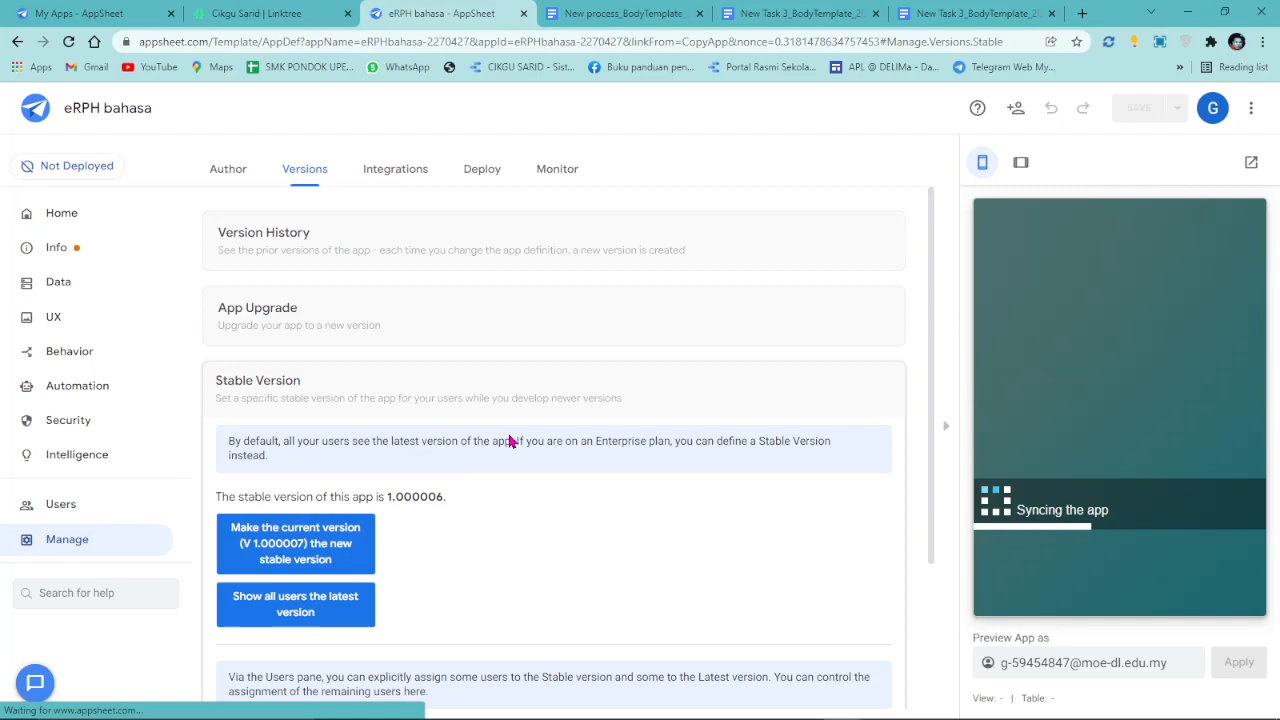 My Apps - AppSheet
Cikgu Sarid | Linktree
eRPH bahasa - AppSheet
New process_BodyTemplate_
New Task 3_BodyTemplate_20
New Task 3_BodyTemplate_20
appsheet.com/Template/AppDef?appName=eRPHbahasa-2270427&appId=eRPHbahasa-2270427&linkFrom=CopyApp&nonce=0.3181478634757453#Manage.Versions.Stable
Apps
Gmail
YouTube
Maps
SMK PONDOK UPE...
WhatsApp
CIKGU SARID - Sist...
Buku panduan pen...
Portal Rasmi Sekola...
APL @ DELIMa - Da...
Telegram Web My...
»
Reading list
eRPH bahasa
SAVE
G
Not Deployed
Author
Versions
Integrations
Deploy
Monitor
Home
Info
Data
UX
Behavior
Automation
Security
Intelligence
Users
Manage
Search for help
Version History
See the prior versions of the app - each time you change the app definition, a new version is created
App Upgrade
Upgrade your app to a new version
Stable Version
Set a specific stable version of the app for your users while you develop newer versions
By default, all your users see the latest version of the app. If you are on an Enterprise plan, you can define a Stable Version
instead.
The stable version of this app is 1.000006.
Make the current version
(V 1.000007) the new
stable version
Show all users the latest
version
Via the Users pane, you can explicitly assign some users to the Stable version and some to the Latest version. You can control the
assignment of the remaining users here.
Syncing the app
Preview App as
g-59454847@moe-dl.edu.my
Apply
View: - | Table: -
Waiting for www.appsheet.com...